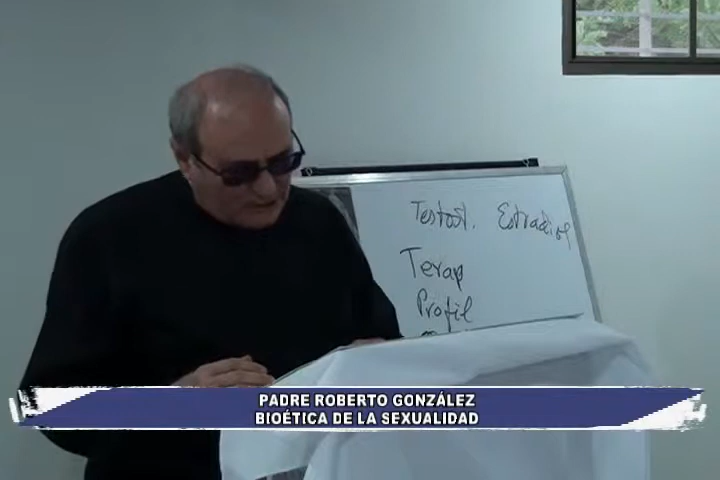 Testost. Estradiol
Terap
Profil
PADRE ROBERTO GONZÁLEZ
BIOÉTICA DE LA SEXUALIDAD